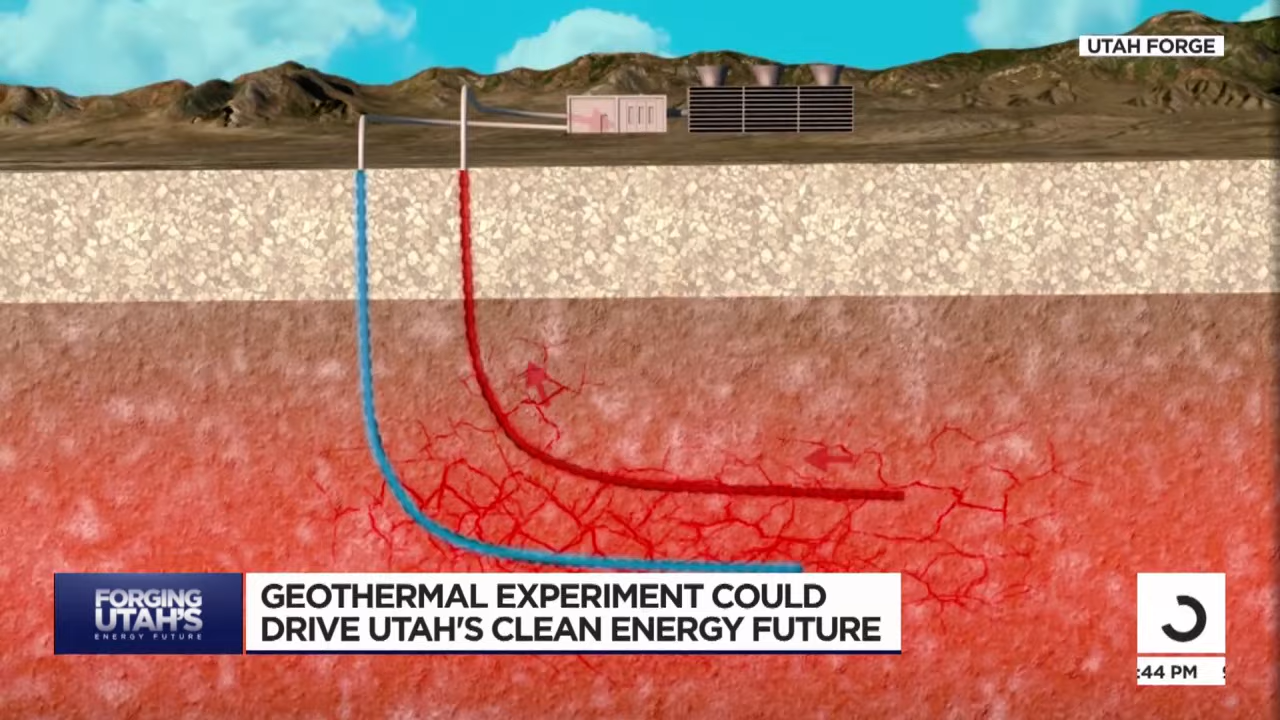 UTAH FORGE
FORGING
UTAH'S
ENERGY FUTURE
GEOTHERMAL EXPERIMENT COULD
DRIVE UTAH'S CLEAN ENERGY FUTURE
:44 PM